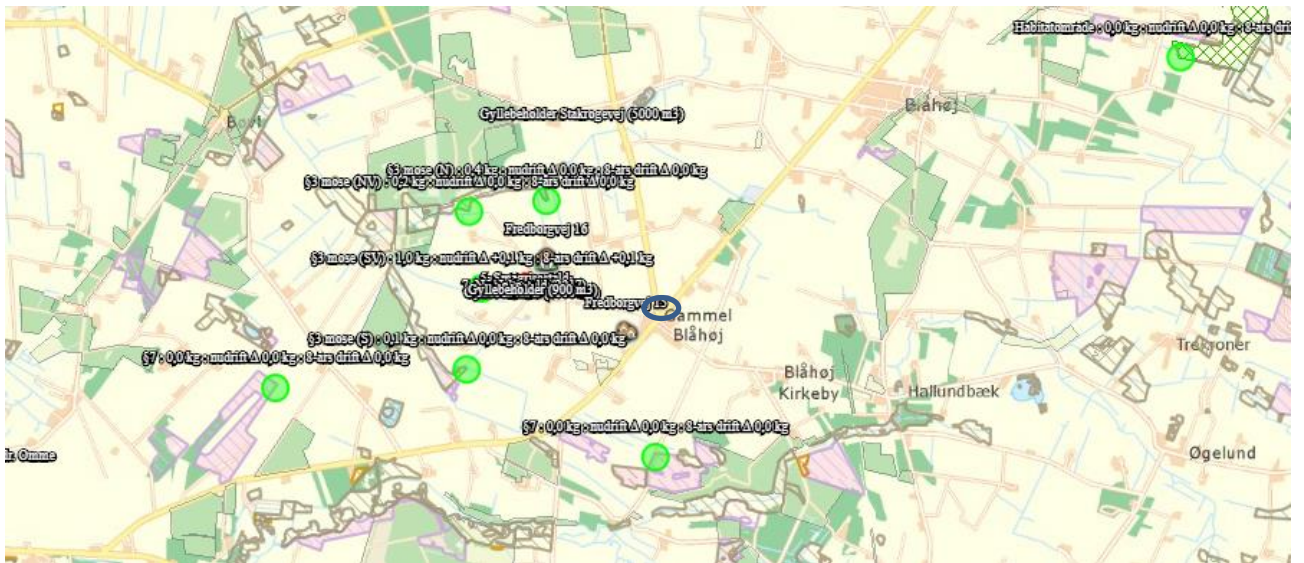 Habitatområde : 0,0 kg : nudrift Δ 0,0 kg : 8-års drift
Blåhøj
Gyllebeholder Stakrogevej (5000 m3)
§3 mose (N) : 0,4 kg : nudrift Δ 0,0 kg : 8-års drift Δ 0,0 kg
§3 mose (NV) : 0,2 kg : nudrift Δ 0,0 kg : 8-års drift Δ 0,0 kg
Fredborgvej 16
§3 mose (SV) : 1,0 kg : nudrift Δ +0,1 kg : 8-års drift Δ +0,1 kg
Gyllebeholder (900 m3)
Fredborgvej 15
Gammel
Blåhøj
§3 mose (S) : 0,1 kg : nudrift Δ 0,0 kg : 8-års drift Δ 0,0 kg
§7 : 0,0 kg : nudrift Δ 0,0 kg : 8-års drift Δ 0,0 kg
Blåhøj
Kirkeby
Hallundbæk
§7 : 0,0 kg : nudrift Δ 0,0 kg : 8-års drift Δ 0,0 kg
Omme
Øgelund